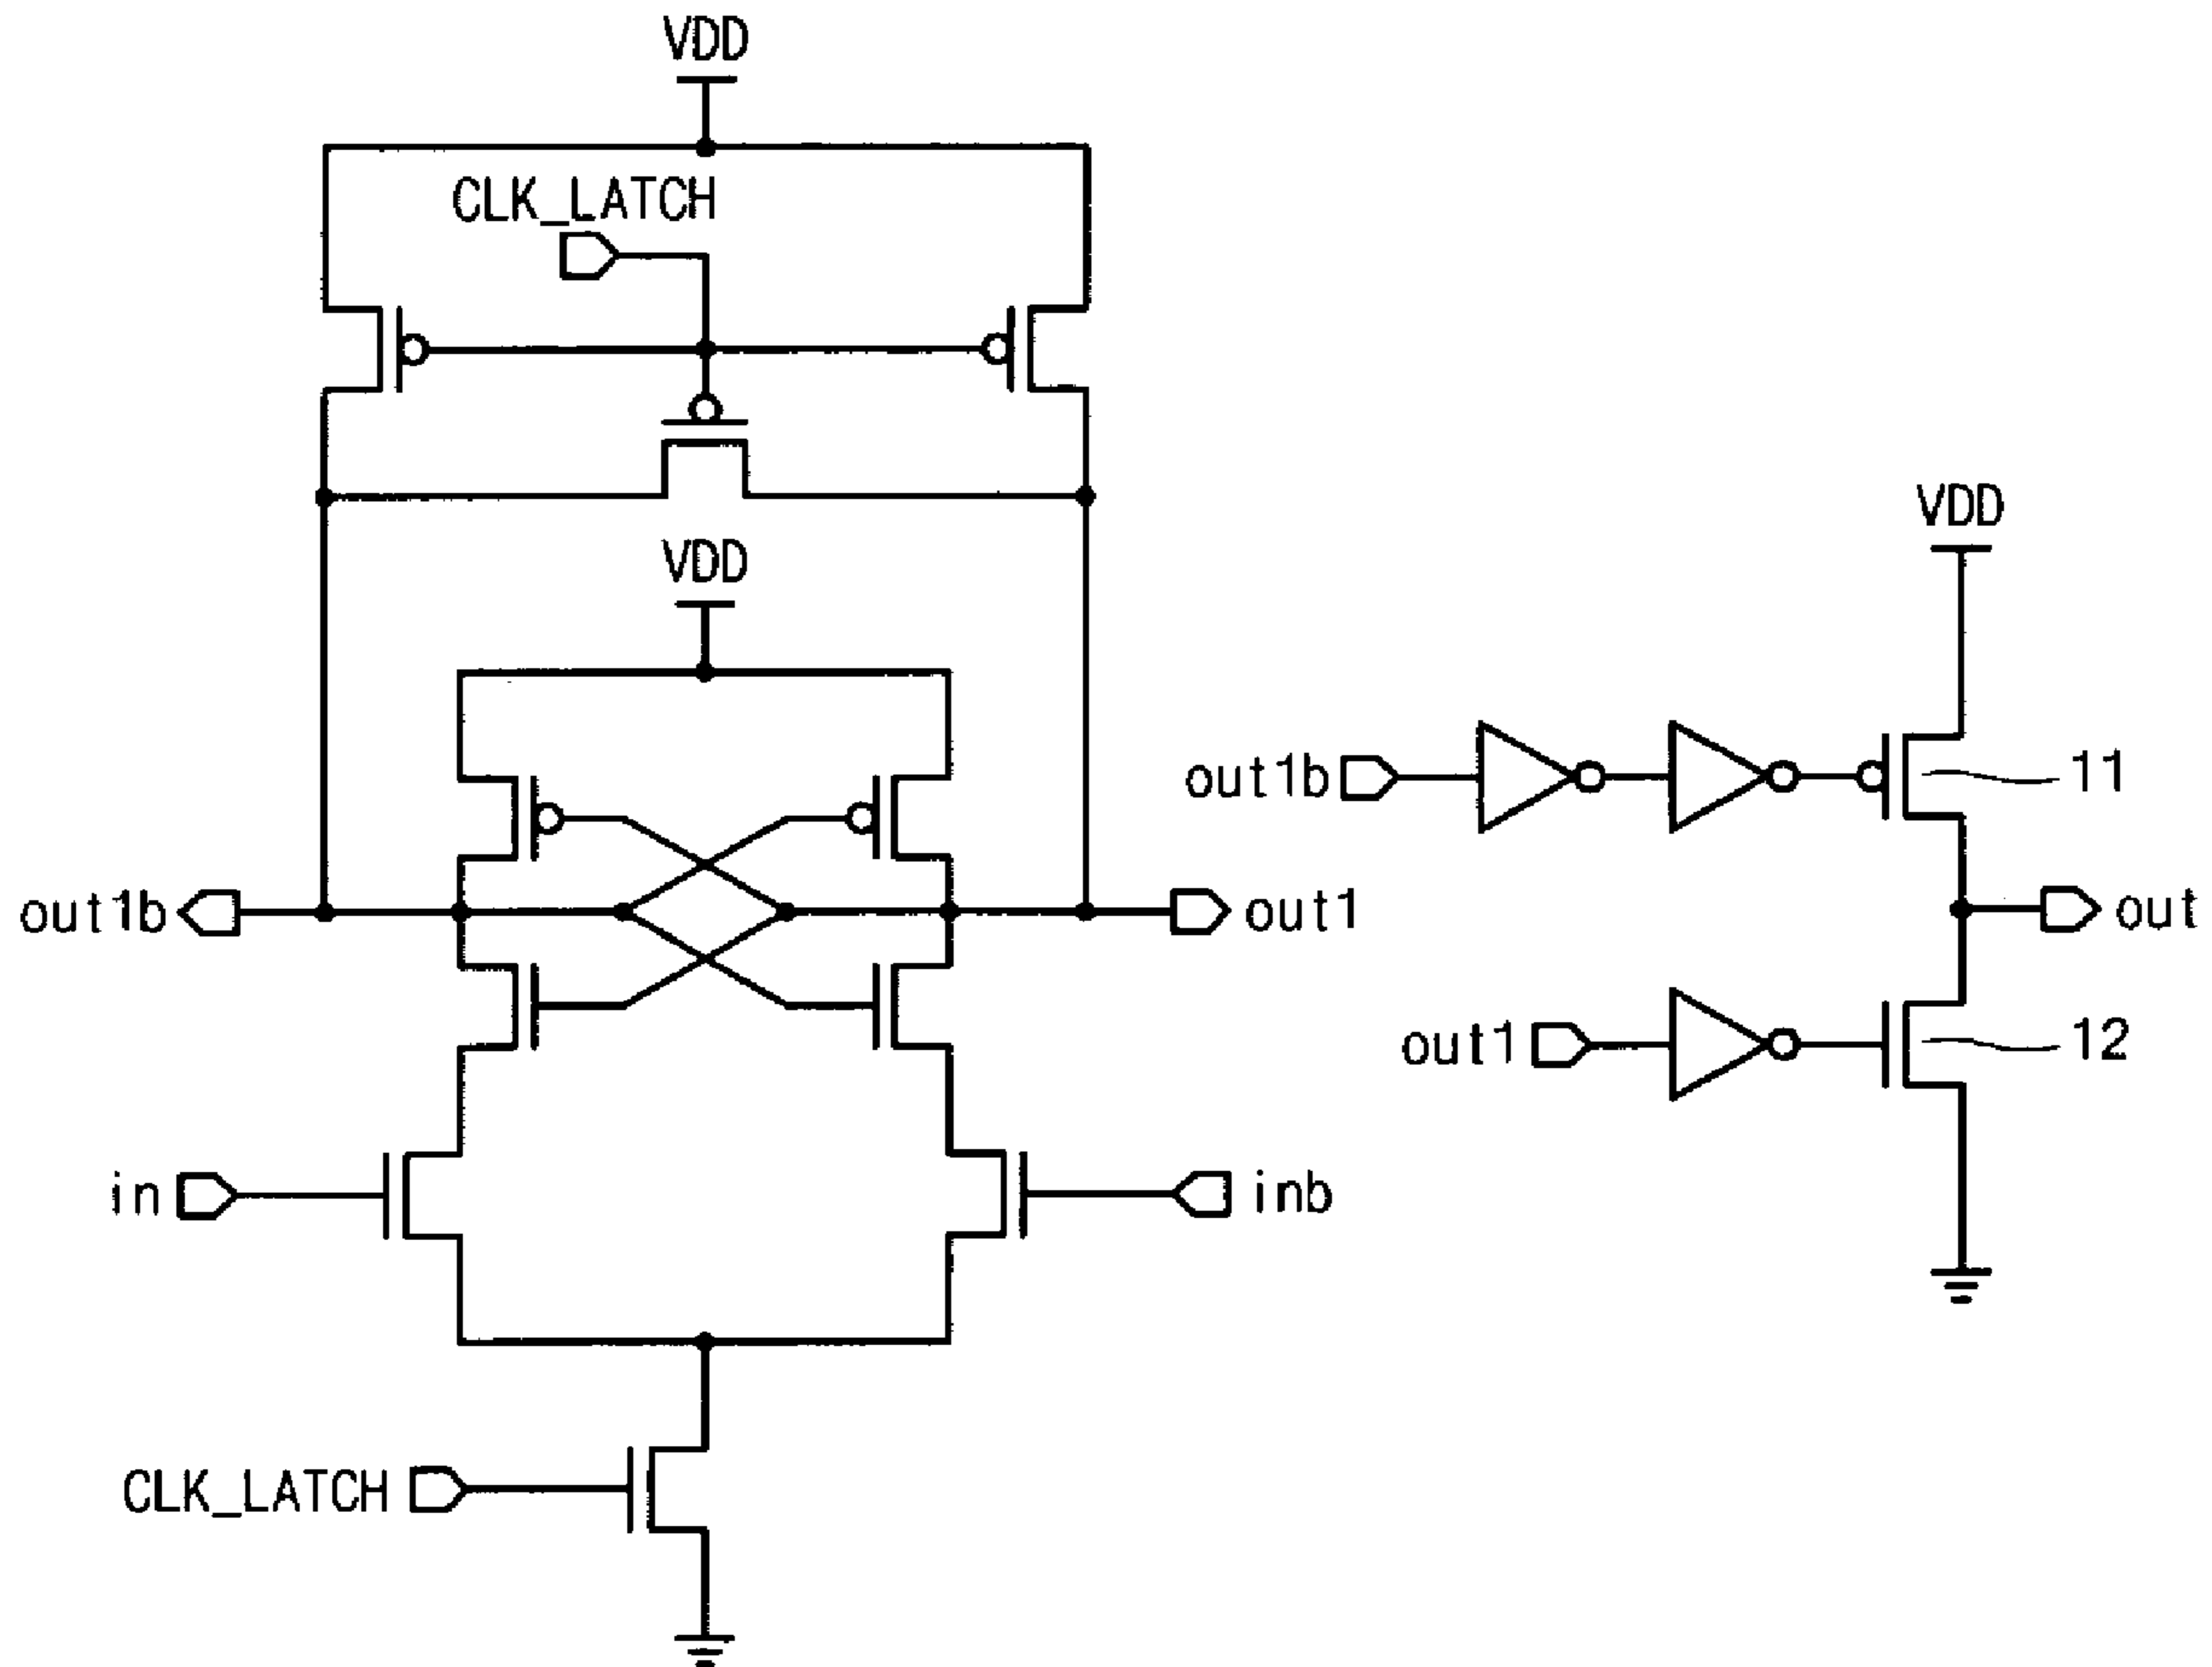 VDD
CLK_LATCH
VDD
VDD
out1b
11
out1b
out1
out
out1
12
in
inb
CLK_LATCH